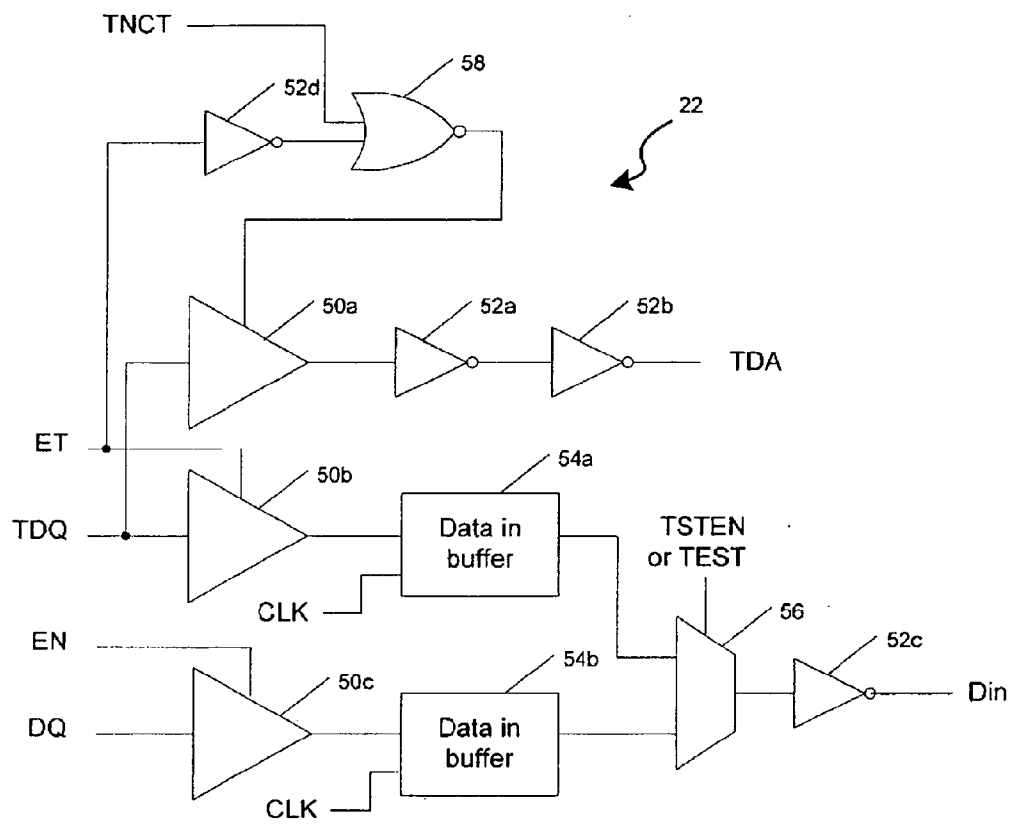 TNCT
58
52d
22
50a
52a
52b
TDA
ET
50b
54a
TDQ
Data in
buffer
TSTEN
or TEST
CLK
56
EN
50c
54b
52c
Din
DQ
Data in
buffer
CLK